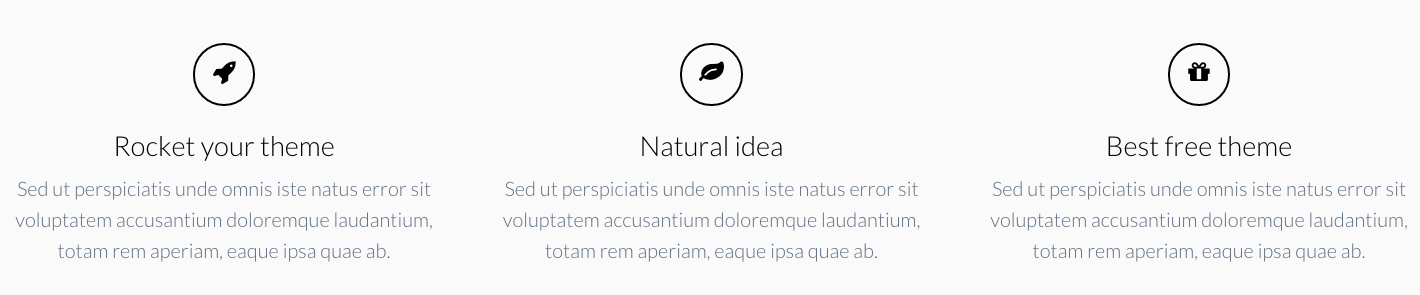 Rocket your theme
Sed ut perspiciatis unde omnis iste natus error sit
voluptatem accusantium doloremque laudantium,
totam rem aperiam, eaque ipsa quae ab.
Natural idea
Sed ut perspiciatis unde omnis iste natus error sit
voluptatem accusantium doloremque laudantium,
totam rem aperiam, eaque ipsa quae ab.
Best free theme
Sed ut perspiciatis unde omnis iste natus error sit
voluptatem accusantium doloremque laudantium,
totam rem aperiam, eaque ipsa quae ab.